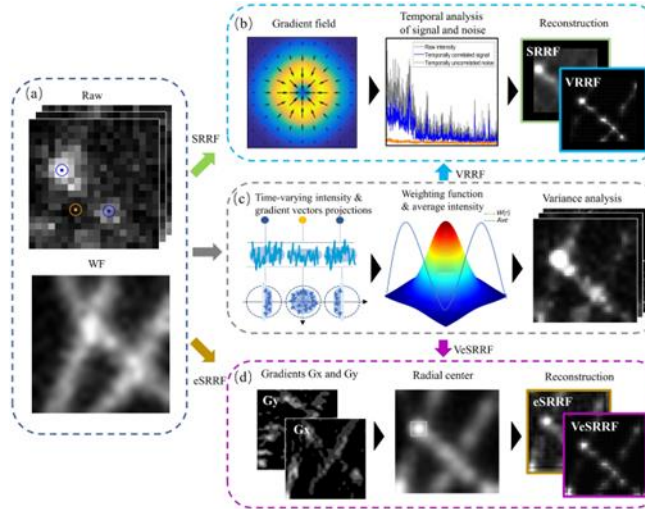 (a)
Raw
WF
SRRF
eSRRF
(b)
Gradient field
Temporal analysis
of signal and noise
Raw intensity
Temporally correlated signal
Temporally uncorrelated noise
Reconstruction
SRRF
VRRF
VRRF
(c)
Time-varying intensity &
gradient vectors projections
Weighting function
& average intensity
W(r)
Ave
Variance analysis
VeSRRF
(d)
Gradients Gx and Gy
Gy
Gx
Radial center
Reconstruction
eSRRF
VeSRRF